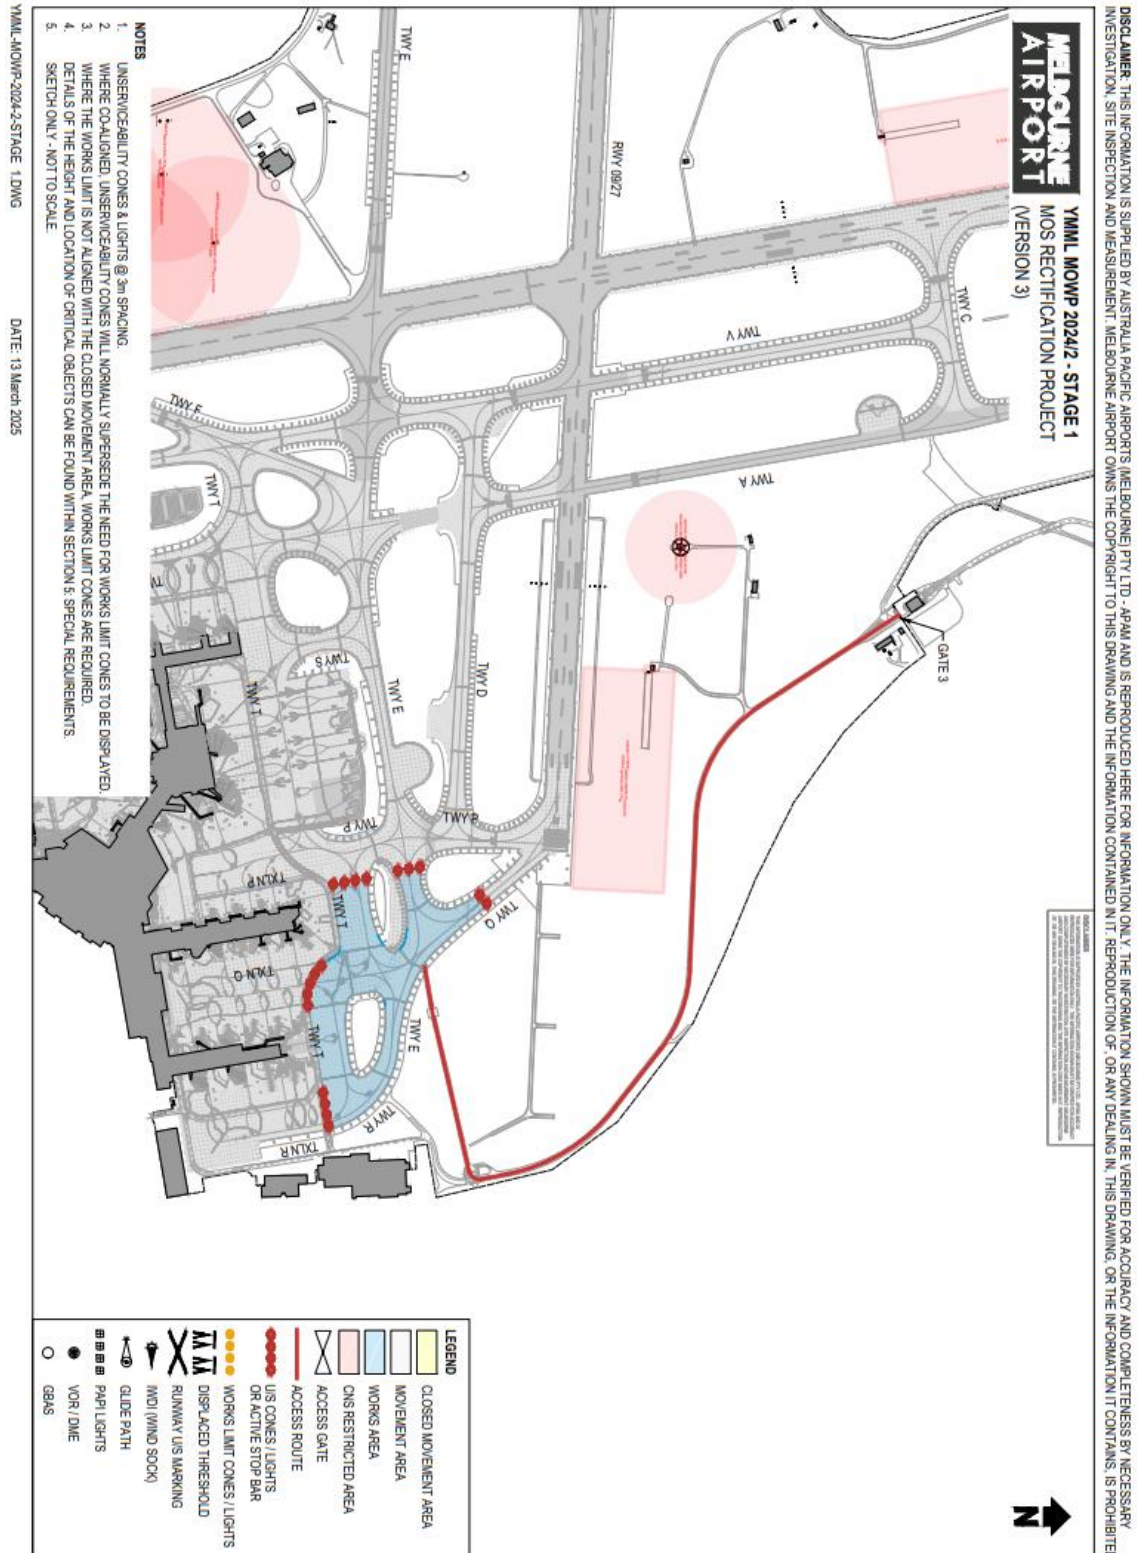 DISCLAIMER: THIS INFORMATION IS SUPPLIED BY AUSTRALIA PACIFIC AIRPORTS (MELBOURNE) PTY LTD - APAM AND IS REPRODUCED HERE FOR INFORMATION ONLY. THE INFORMATION SHOWN MUST BE VERIFIED FOR ACCURACY AND COMPLETENESS BY NECESSARY
INVESTIGATION, SITE INSPECTION AND MEASUREMENT. MELBOURNE AIRPORT OWNS THE COPYRIGHT TO THIS DRAWING AND THE INFORMATION CONTAINED IN IT. REPRODUCTION OF, OR ANY DEALING IN, THIS DRAWING, OR THE INFORMATION IT CONTAINS, IS PROHIBITED
MELBOURNE
AIRPORT
YMML MOWP 2024/2 - STAGE 1
MOS RECTIFICATION PROJECT
(VERSION 3)
DISCLAIMER
N
GATE 3
TWY C
TWY V
TWY A
RWY 09/27
TWY E
TWY F
TWY T
TWY D
TWY E
TWY S
TWY T
TWY P
TWY P
TWY Q
TXLN P
TWY T
TXLN Q
TWY T
TWY E
TWY R
TXLN R
LEGEND
CLOSED MOVEMENT AREA
MOVEMENT AREA
WORKS AREA
CNS RESTRICTED AREA
ACCESS GATE
ACCESS ROUTE
U/S CONES / LIGHTS
OR ACTIVE STOP BAR
WORKS LIMIT CONES / LIGHTS
DISPLACED THRESHOLD
RUNWAY U/S MARKING
IWDI (WIND SOCK)
GLIDE PATH
PAPI LIGHTS
VOR / DME
GBAS
NOTES
1. UNSERVICEABILITY CONES & LIGHTS @ 3m SPACING.
2. WHERE CO-ALIGNED, UNSERVICEABILITY CONES WILL NORMALLY SUPERSEDE THE NEED FOR WORKS LIMIT CONES TO BE DISPLAYED.
3. WHERE THE WORKS LIMIT IS NOT ALIGNED WITH THE CLOSED MOVEMENT AREA, WORKS LIMIT CONES ARE REQUIRED.
4. DETAILS OF THE HEIGHT AND LOCATION OF CRITICAL OBJECTS CAN BE FOUND WITHIN SECTION 5: SPECIAL REQUIREMENTS.
5. SKETCH ONLY - NOT TO SCALE.
YMML-MOWP-2024-2-STAGE 1.DWG
DATE: 13 March 2025